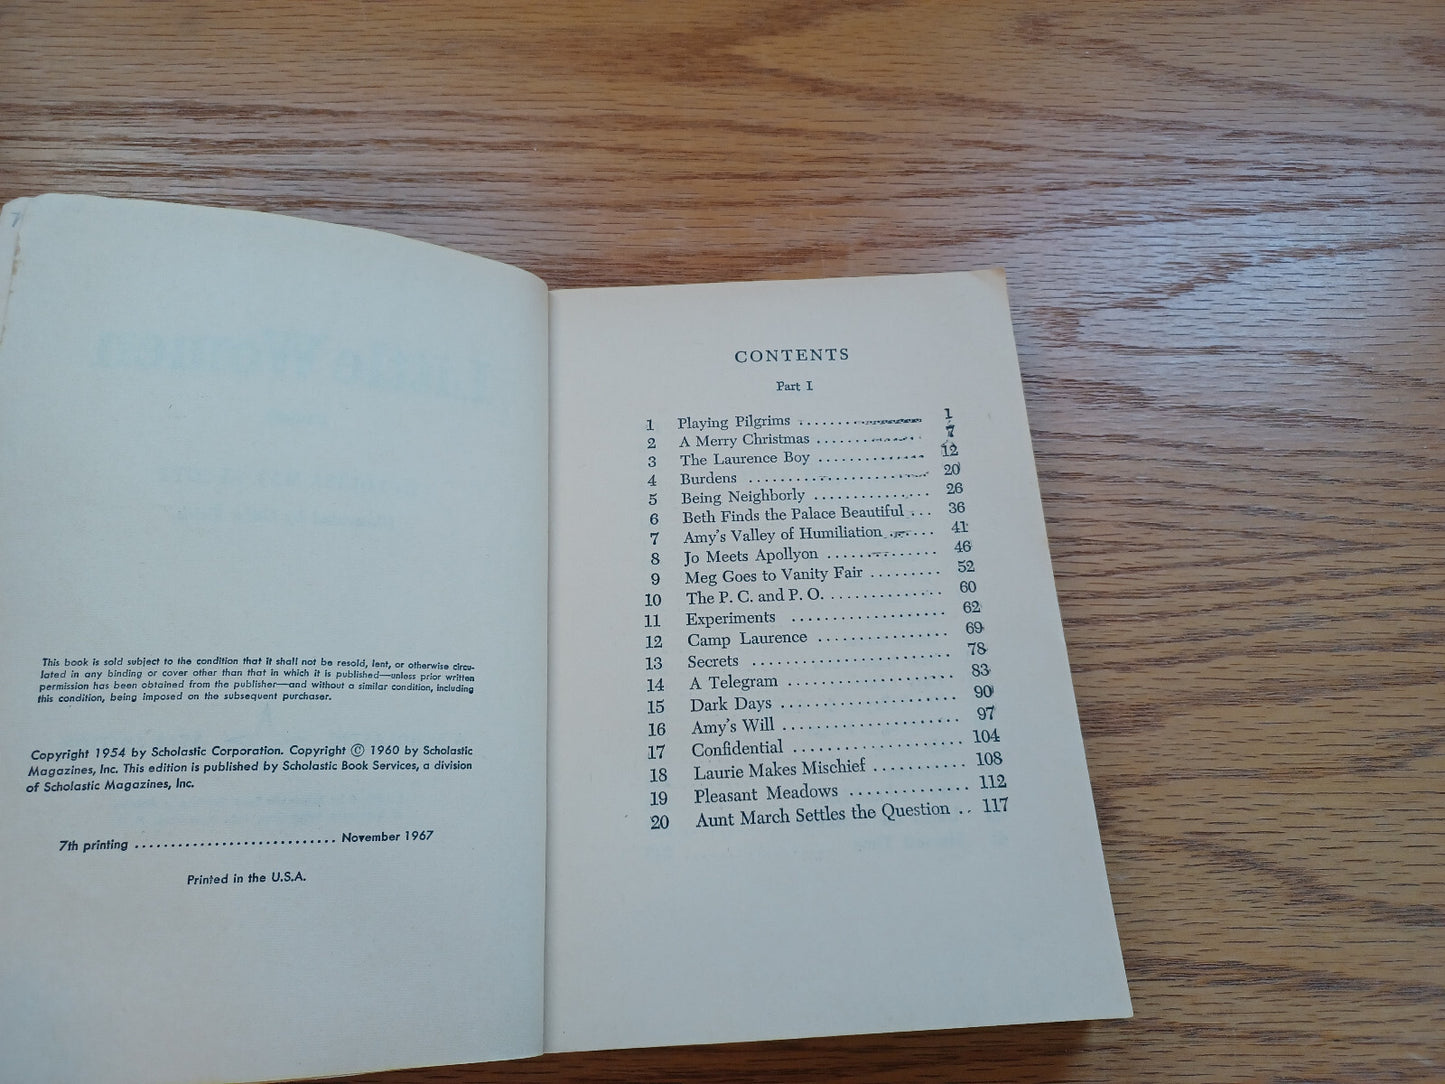 7
This book is sold subject to the condition that it shall not be resold, lent, or otherwise circu-
lated in any binding or cover other than that in which it is published—unless prior written
permission has been obtained from the publisher—and without a similar condition, including
this condition, being imposed on the subsequent purchaser.
Copyright 1954 by Scholastic Corporation. Copyright © 1960 by Scholastic
Magazines, Inc. This edition is published by Scholastic Book Services, a division
of Scholastic Magazines, Inc.
7th printing ............................ November 1967
Printed in the U.S.A.
CONTENTS
Part I
1 Playing Pilgrims ................ 1
2 A Merry Christmas .............. 7
3 The Laurence Boy .............. 12
4 Burdens ........................ 20
5 Being Neighborly ............... 26
6 Beth Finds the Palace Beautiful ... 36
7 Amy's Valley of Humiliation ....... 41
8 Jo Meets Apollyon .............. 46
9 Meg Goes to Vanity Fair ......... 52
10 The P. C. and P. O. .............. 60
11 Experiments ................... 62
12 Camp Laurence ................ 69
13 Secrets ........................ 78
14 A Telegram .................... 83
15 Dark Days ..................... 90
16 Amy's Will ..................... 97
17 Confidential .................... 104
18 Laurie Makes Mischief ........... 108
19 Pleasant Meadows .............. 112
20 Aunt March Settles the Question .. 117